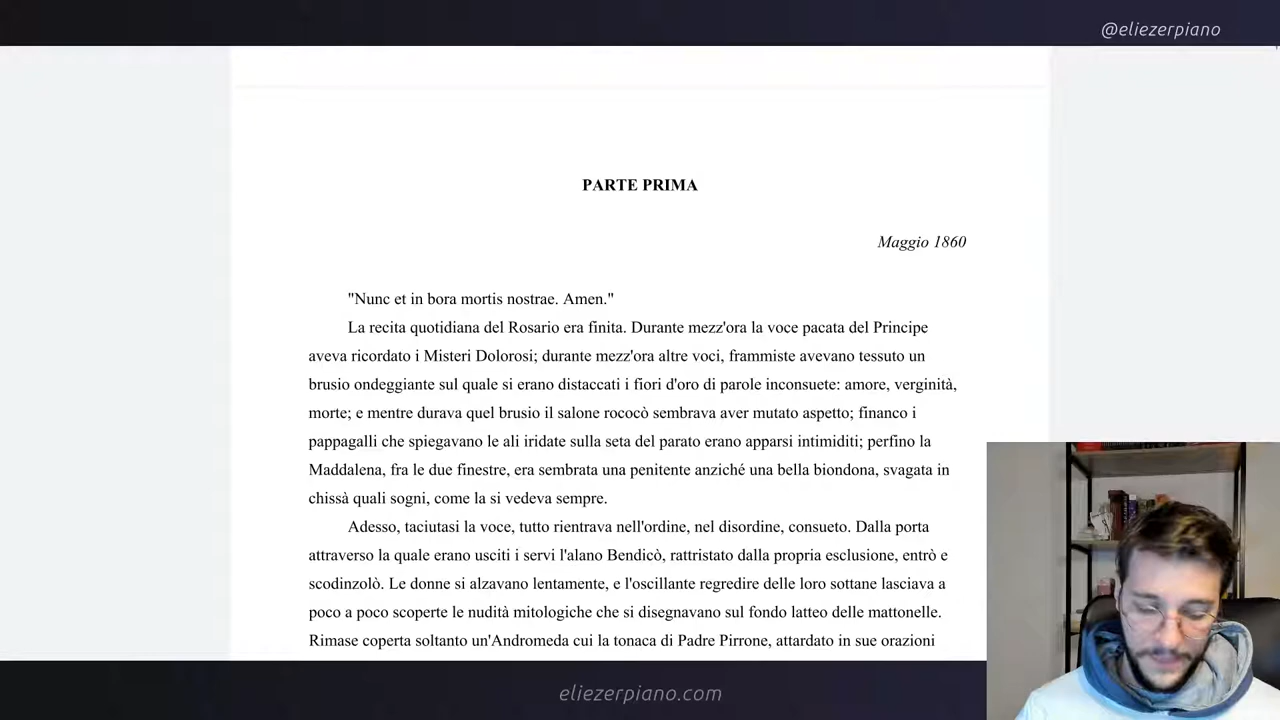 @eliezerpiano
PARTE PRIMA
Maggio 1860
"Nunc et in bora mortis nostrae. Amen."
La recita quotidiana del Rosario era finita. Durante mezz'ora la voce pacata del Principe
aveva ricordato i Misteri Dolorosi; durante mezz'ora altre voci, frammiste avevano tessuto un
brusio ondeggiante sul quale si erano distaccati i fiori d'oro di parole inconsuete: amore, verginità,
morte; e mentre durava quel brusio il salone rococò sembrava aver mutato aspetto; financo i
pappagalli che spiegavano le ali iridate sulla seta del parato erano apparsi intimiditi; perfino la
Maddalena, fra le due finestre, era sembrata una penitente anziché una bella biondona, svagata in
chissà quali sogni, come la si vedeva sempre.
Adesso, taciutasi la voce, tutto rientrava nell'ordine, nel disordine, consueto. Dalla porta
attraverso la quale erano usciti i servi l'alano Bendicò, rattristato dalla propria esclusione, entrò e
scodinzolò. Le donne si alzavano lentamente, e l'oscillante regredire delle loro sottane lasciava a
poco a poco scoperte le nudità mitologiche che si disegnavano sul fondo latteo delle mattonelle.
Rimase coperta soltanto un'Andromeda cui la tonaca di Padre Pirrone, attardato in sue orazioni
eliezerpiano.com